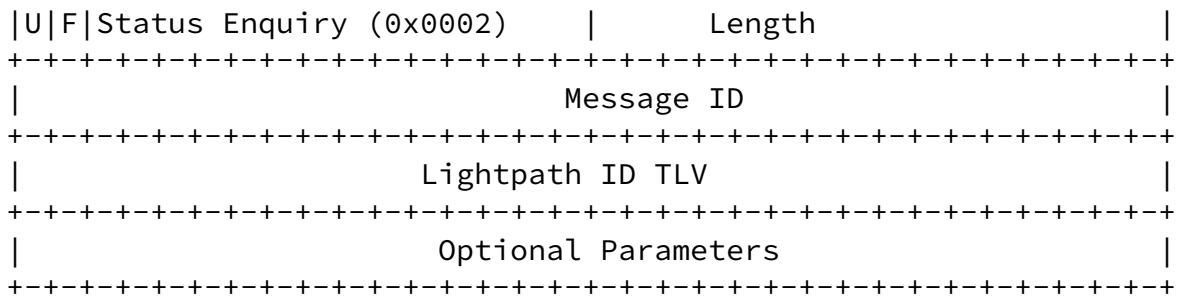 |U|F|Status Enquiry (0x0002)    |      Length                   |
+-+-+-+-+-+-+-+-+-+-+-+-+-+-+-+-+-+-+-+-+-+-+-+-+-+-+-+-+-+-+-+-+
|                               Message ID                       |
+-+-+-+-+-+-+-+-+-+-+-+-+-+-+-+-+-+-+-+-+-+-+-+-+-+-+-+-+-+-+-+-+
|                       Lightpath ID TLV                         |
+-+-+-+-+-+-+-+-+-+-+-+-+-+-+-+-+-+-+-+-+-+-+-+-+-+-+-+-+-+-+-+-+
|                        Optional Parameters                     |
+-+-+-+-+-+-+-+-+-+-+-+-+-+-+-+-+-+-+-+-+-+-+-+-+-+-+-+-+-+-+-+-+